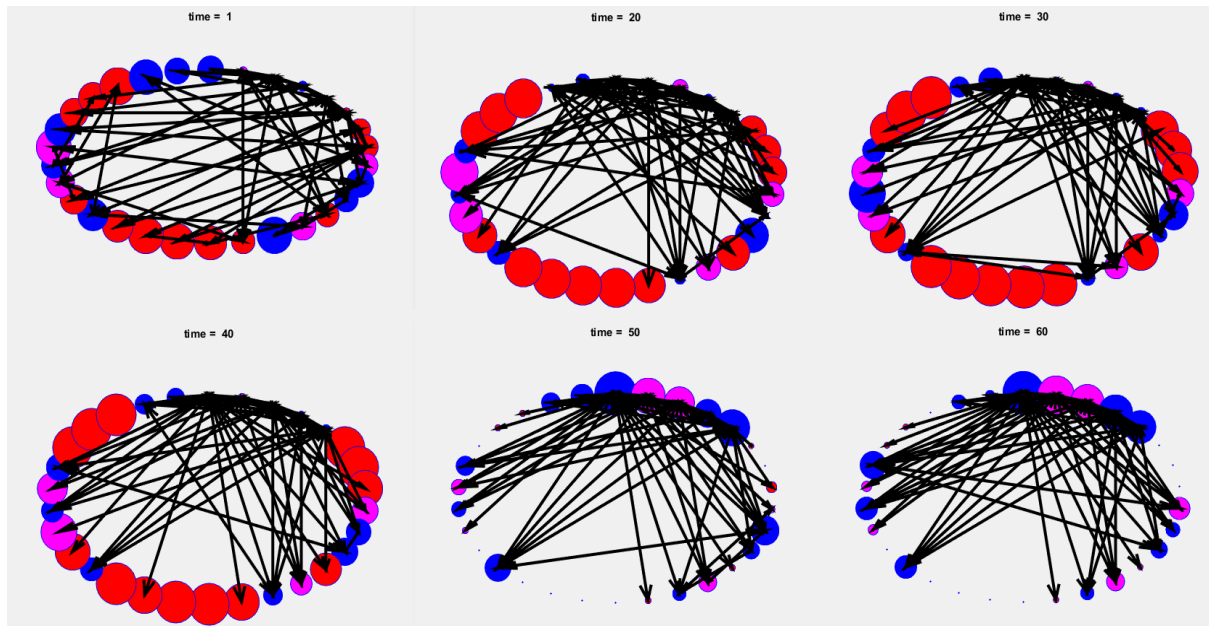 time = 1
time = 20
time = 30
time = 40
time = 50
time = 60